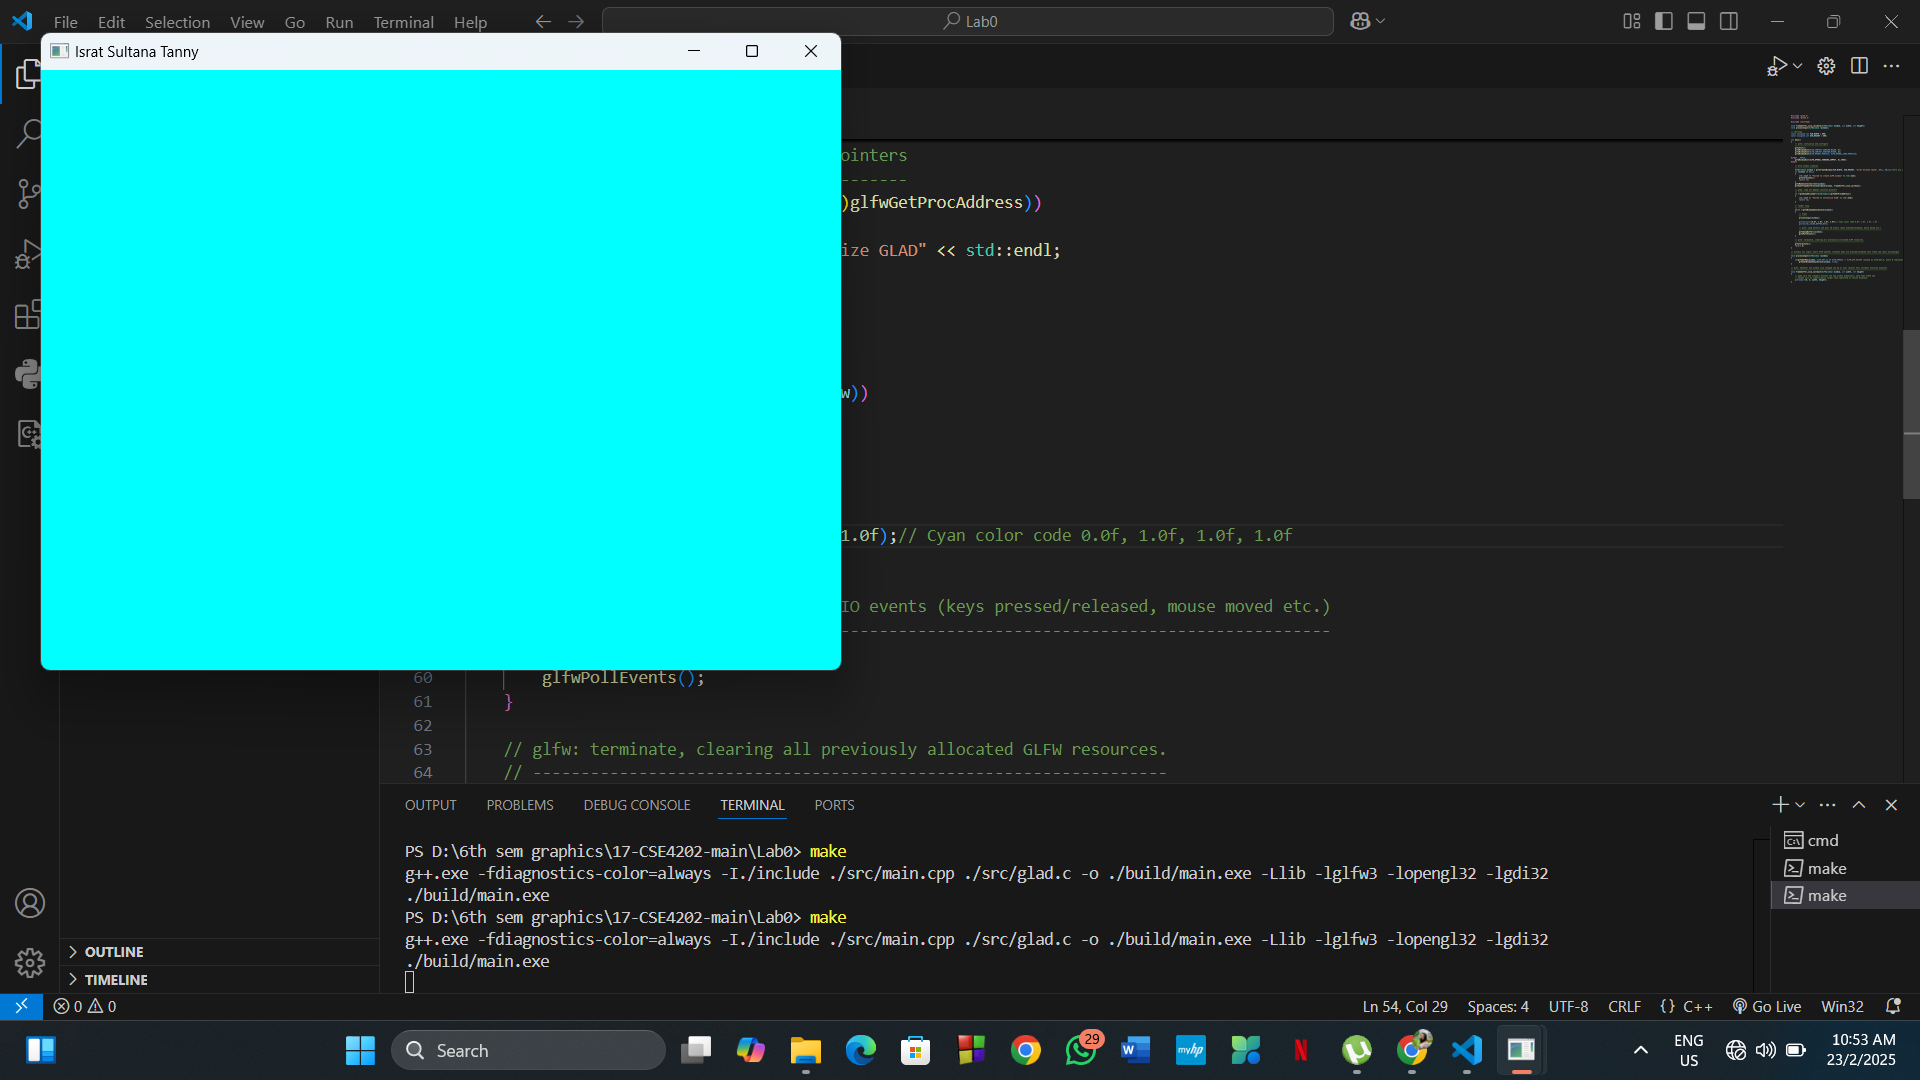 File Edit Selection View Go Run Terminal Help
Lab0
Israt Sultana Tanny
ointers
-------
)glfwGetProcAddress))
ize GLAD" << std::endl;
w))
1.0f);// Cyan color code 0.0f, 1.0f, 1.0f, 1.0f
IO events (keys pressed/released, mouse moved etc.)
---------------------------------------------------
60 glfwPollEvents();
61 }
62
63 // glfw: terminate, clearing all previously allocated GLFW resources.
64 // ------------------------------------------------------------------
OUTPUT PROBLEMS DEBUG CONSOLE TERMINAL PORTS
PS D:\6th sem graphics\17-CSE4202-main\Lab0> make
g++.exe -fdiagnostics-color=always -I./include ./src/main.cpp ./src/glad.c -o ./build/main.exe -Llib -lglfw3 -lopengl32 -lgdi32
./build/main.exe
PS D:\6th sem graphics\17-CSE4202-main\Lab0> make
g++.exe -fdiagnostics-color=always -I./include ./src/main.cpp ./src/glad.c -o ./build/main.exe -Llib -lglfw3 -lopengl32 -lgdi32
./build/main.exe
cmd
make
make
OUTLINE
TIMELINE
0 0
Ln 54, Col 29 Spaces: 4 UTF-8 CRLF {} C++ Go Live Win32
Search
29
W
myhp
N
ENG
US
10:53 AM
23/2/2025